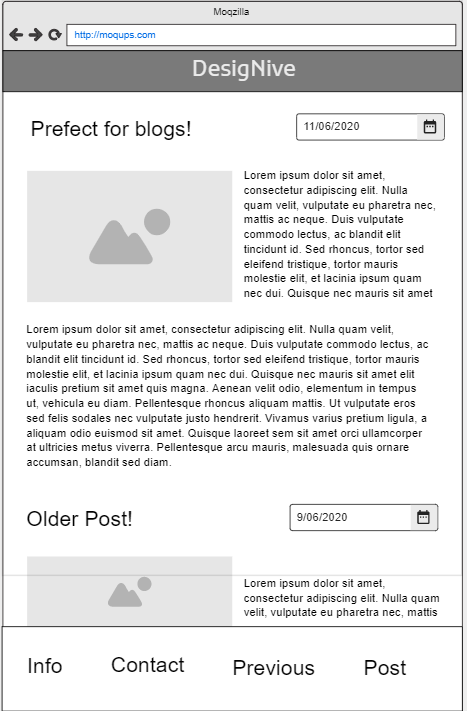 Moqzilla
http://moqups.com
DesigNive
Prefect for blogs!
11/06/2020
Lorem ipsum dolor sit amet,
consectetur adipiscing elit. Nulla
quam velit, vulputate eu pharetra nec,
mattis ac neque. Duis vulputate
commodo lectus, ac blandit elit
tincidunt id. Sed rhoncus, tortor sed
eleifend tristique, tortor mauris
molestie elit, et lacinia ipsum quam
nec dui. Quisque nec mauris sit amet
Lorem ipsum dolor sit amet, consectetur adipiscing elit. Nulla quam velit,
vulputate eu pharetra nec, mattis ac neque. Duis vulputate commodo lectus, ac
blandit elit tincidunt id. Sed rhoncus, tortor sed eleifend tristique, tortor mauris
molestie elit, et lacinia ipsum quam nec dui. Quisque nec mauris sit amet elit
iaculis pretium sit amet quis magna. Aenean velit odio, elementum in tempus
ut, vehicula eu diam. Pellentesque rhoncus aliquam mattis. Ut vulputate eros
sed felis sodales nec vulputate justo hendrerit. Vivamus varius pretium ligula, a
aliquam odio euismod sit amet. Quisque laoreet sem sit amet orci ullamcorper
at ultricies metus viverra. Pellentesque arcu mauris, malesuada quis ornare
accumsan, blandit sed diam.
Older Post!
9/06/2020
Lorem ipsum dolor sit amet,
consectetur adipiscing elit. Nulla quam
velit, vulputate eu pharetra nec, mattis
Info Contact Previous Post